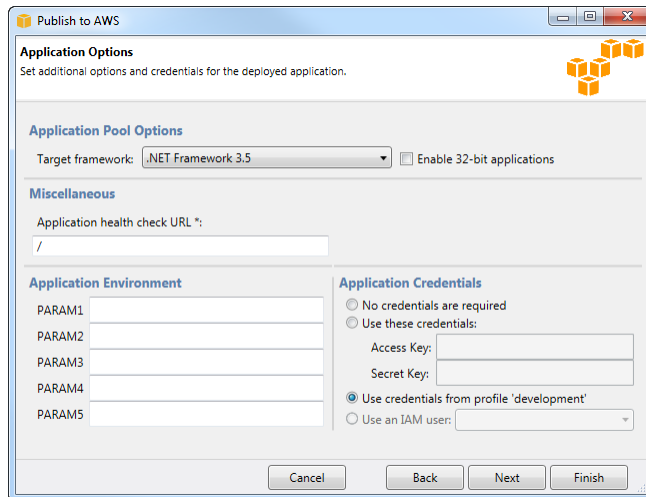 Publish to AWS
Application Options
Set additional options and credentials for the deployed application.
Application Pool Options
Target framework: .NET Framework 3.5 Enable 32-bit applications
Miscellaneous
Application health check URL *:
/
Application Environment
PARAM1
PARAM2
PARAM3
PARAM4
PARAM5
Application Credentials
No credentials are required
Use these credentials:
Access Key:
Secret Key:
Use credentials from profile 'development'
Use an IAM user:
Cancel Back Next Finish